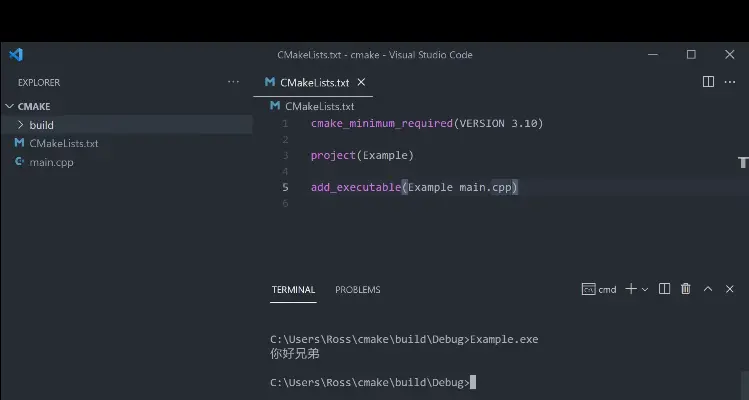 CMakeLists.txt - cmake - Visual Studio Code
EXPLORER
CMAKE
build
CMakeLists.txt
main.cpp
CMakeLists.txt
CMakeLists.txt
1 cmake_minimum_required(VERSION 3.10)
2
3 project(Example)
4
5 add_executable(Example main.cpp)
6
TERMINAL PROBLEMS cmd
C:\Users\Ross\cmake\build\Debug>Example.exe
你好兄弟
C:\Users\Ross\cmake\build\Debug>